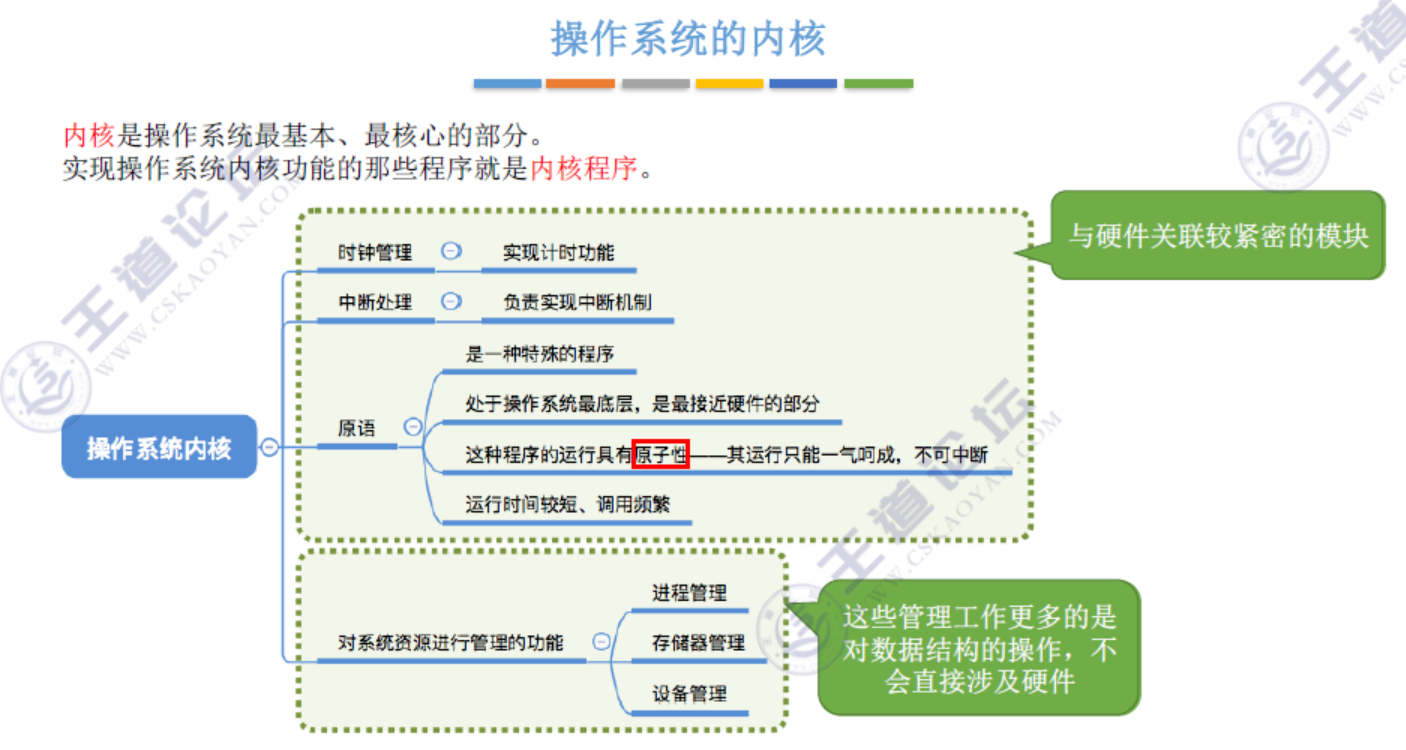 操作系统的内核
内核是操作系统最基本、最核心的部分。
实现操作系统内核功能的那些程序就是内核程序。
与硬件关联较紧密的模块
时钟管理
实现计时功能
中断处理
负责实现中断机制
是一种特殊的程序
处于操作系统最底层，是最接近硬件的部分
原语
这种程序的运行具有原子性——其运行只能一气呵成，不可中断
运行时间较短、调用频繁
操作系统内核
进程管理
对系统资源进行管理的功能
存储器管理
设备管理
这些管理工作更多的是
对数据结构的操作，不
会直接涉及硬件
王道论坛
WWW.CSKAOYAN.COM
王道论坛
WWW.CSKAOYAN.COM
王道
WWW.CS